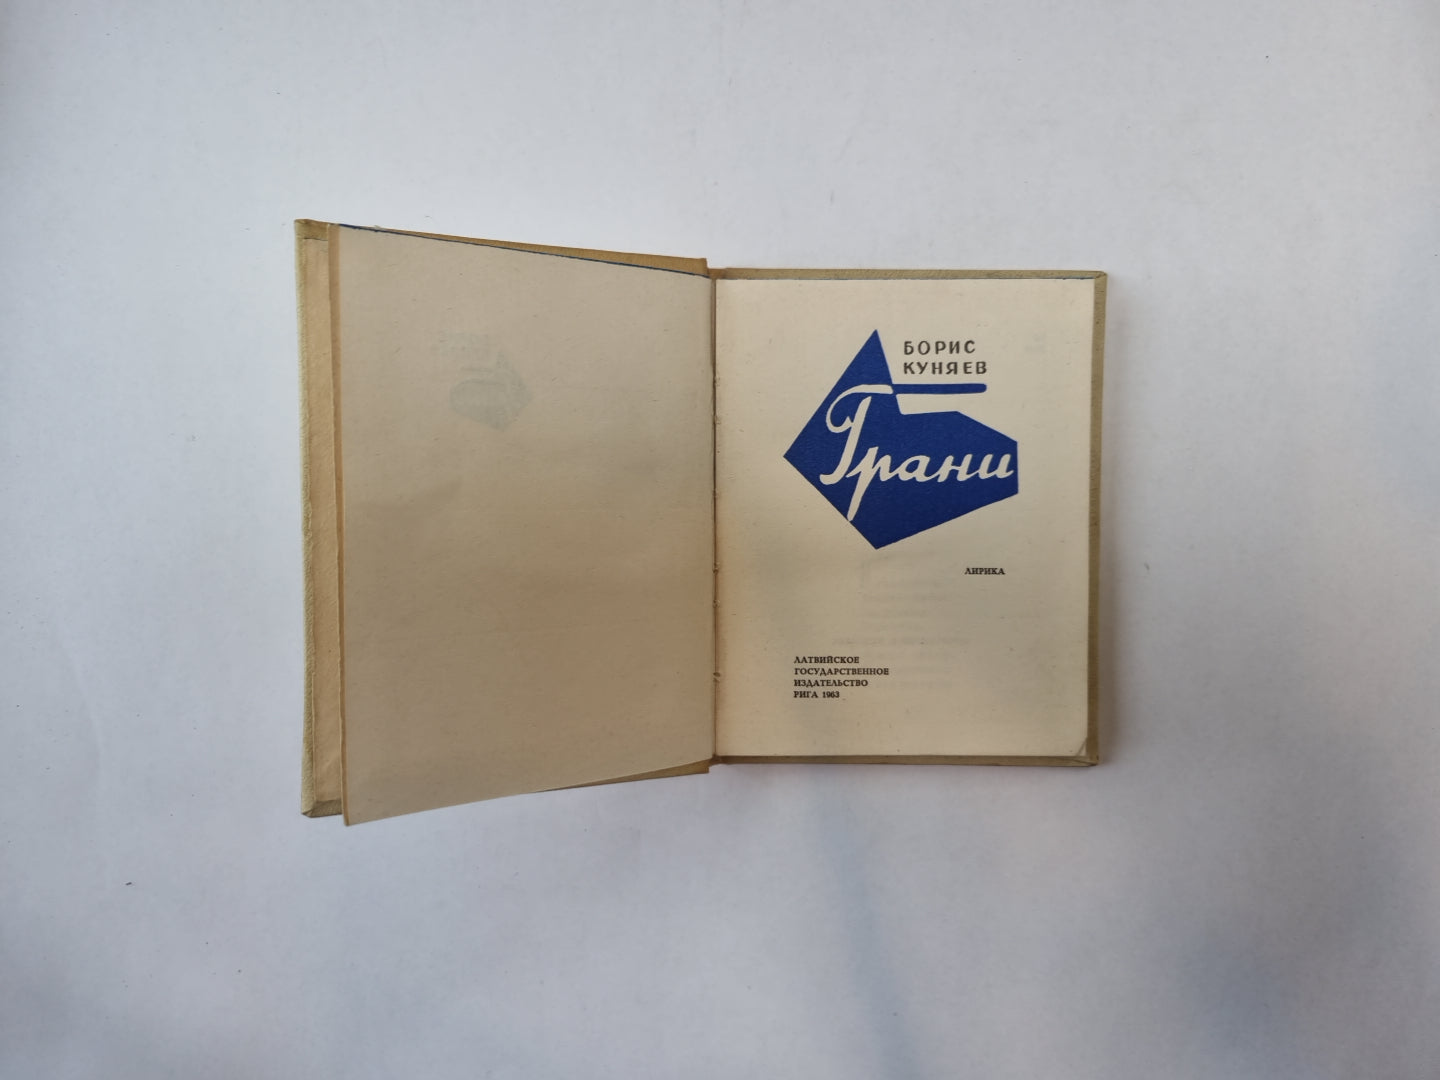 БОРИС
КУНЯЕВ
Грани
ЛИРИКА
ЛАТВИЙСКОЕ
ГОСУДАРСТВЕННОЕ
ИЗДАТЕЛЬСТВО
РИГА 1963